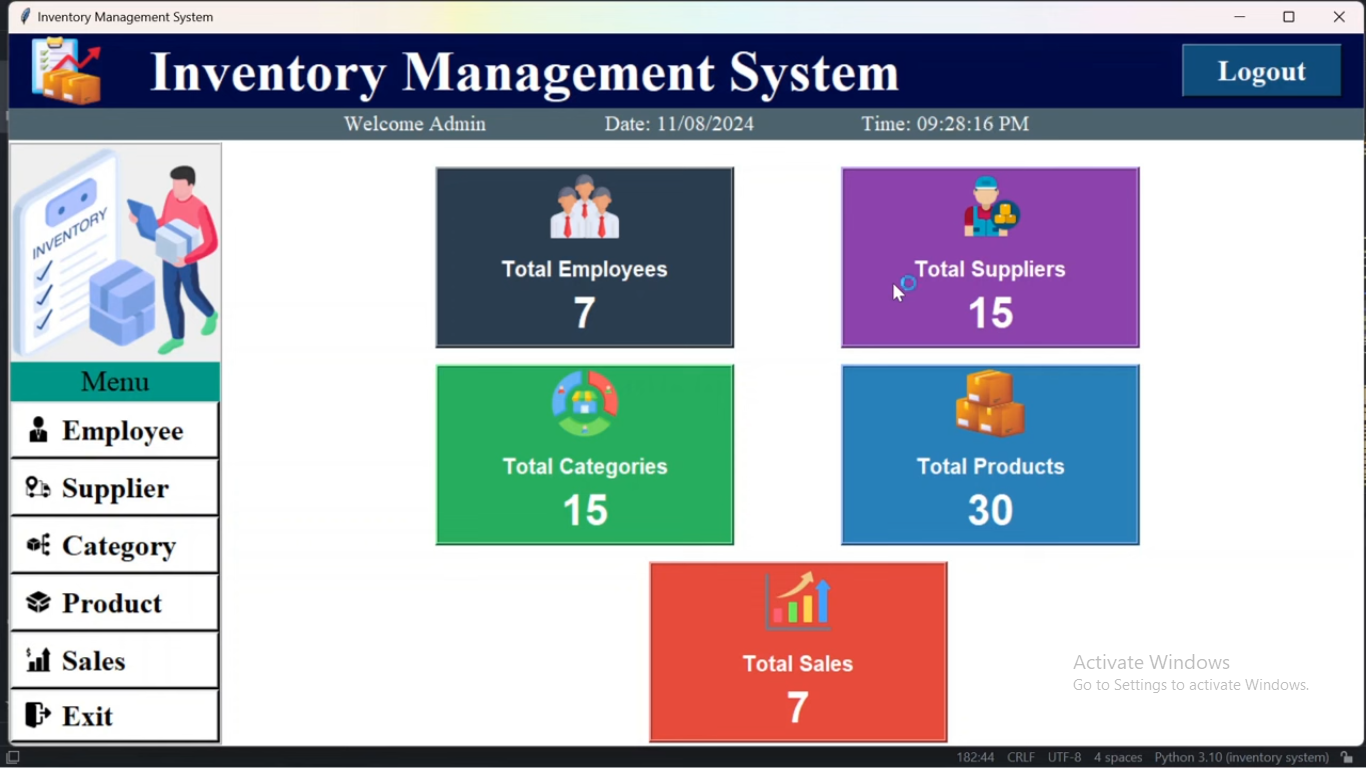 Inventory Management System
Inventory Management System
Logout
Welcome Admin
Date: 11/08/2024
Time: 09:28:16 PM
INVENTORY
Menu
Employee
Supplier
Category
Product
Sales
Exit
Total Employees
7
Total Suppliers
15
Total Categories
15
Total Products
30
Total Sales
7
Activate Windows
Go to Settings to activate Windows.
182:44 CRLF UTF-8 4 spaces Python 3.10 (inventory system)